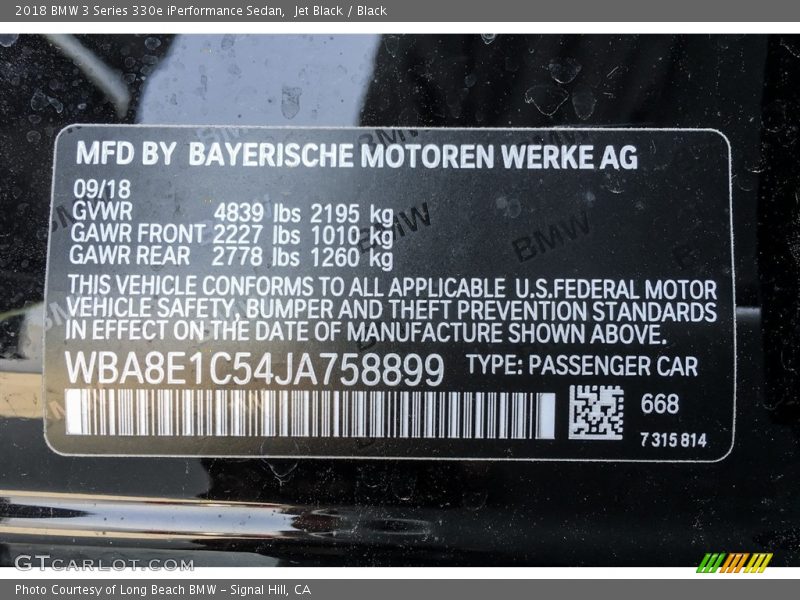 2018 BMW 3 Series 330e iPerformance Sedan, Jet Black / Black
MFD BY BAYERISCHE MOTOREN WERKE AG
09/18
GVWR 4839 lbs 2195 kg
GAWR FRONT 2227 lbs 1010 kg
GAWR REAR 2778 lbs 1260 kg
THIS VEHICLE CONFORMS TO ALL APPLICABLE U.S.FEDERAL MOTOR
VEHICLE SAFETY, BUMPER AND THEFT PREVENTION STANDARDS
IN EFFECT ON THE DATE OF MANUFACTURE SHOWN ABOVE.
WBA8E1C54JA758899 TYPE: PASSENGER CAR
668
7 315 814
BMW
BMW
GTCARLOT.COM
Photo Courtesy of Long Beach BMW – Signal Hill, CA